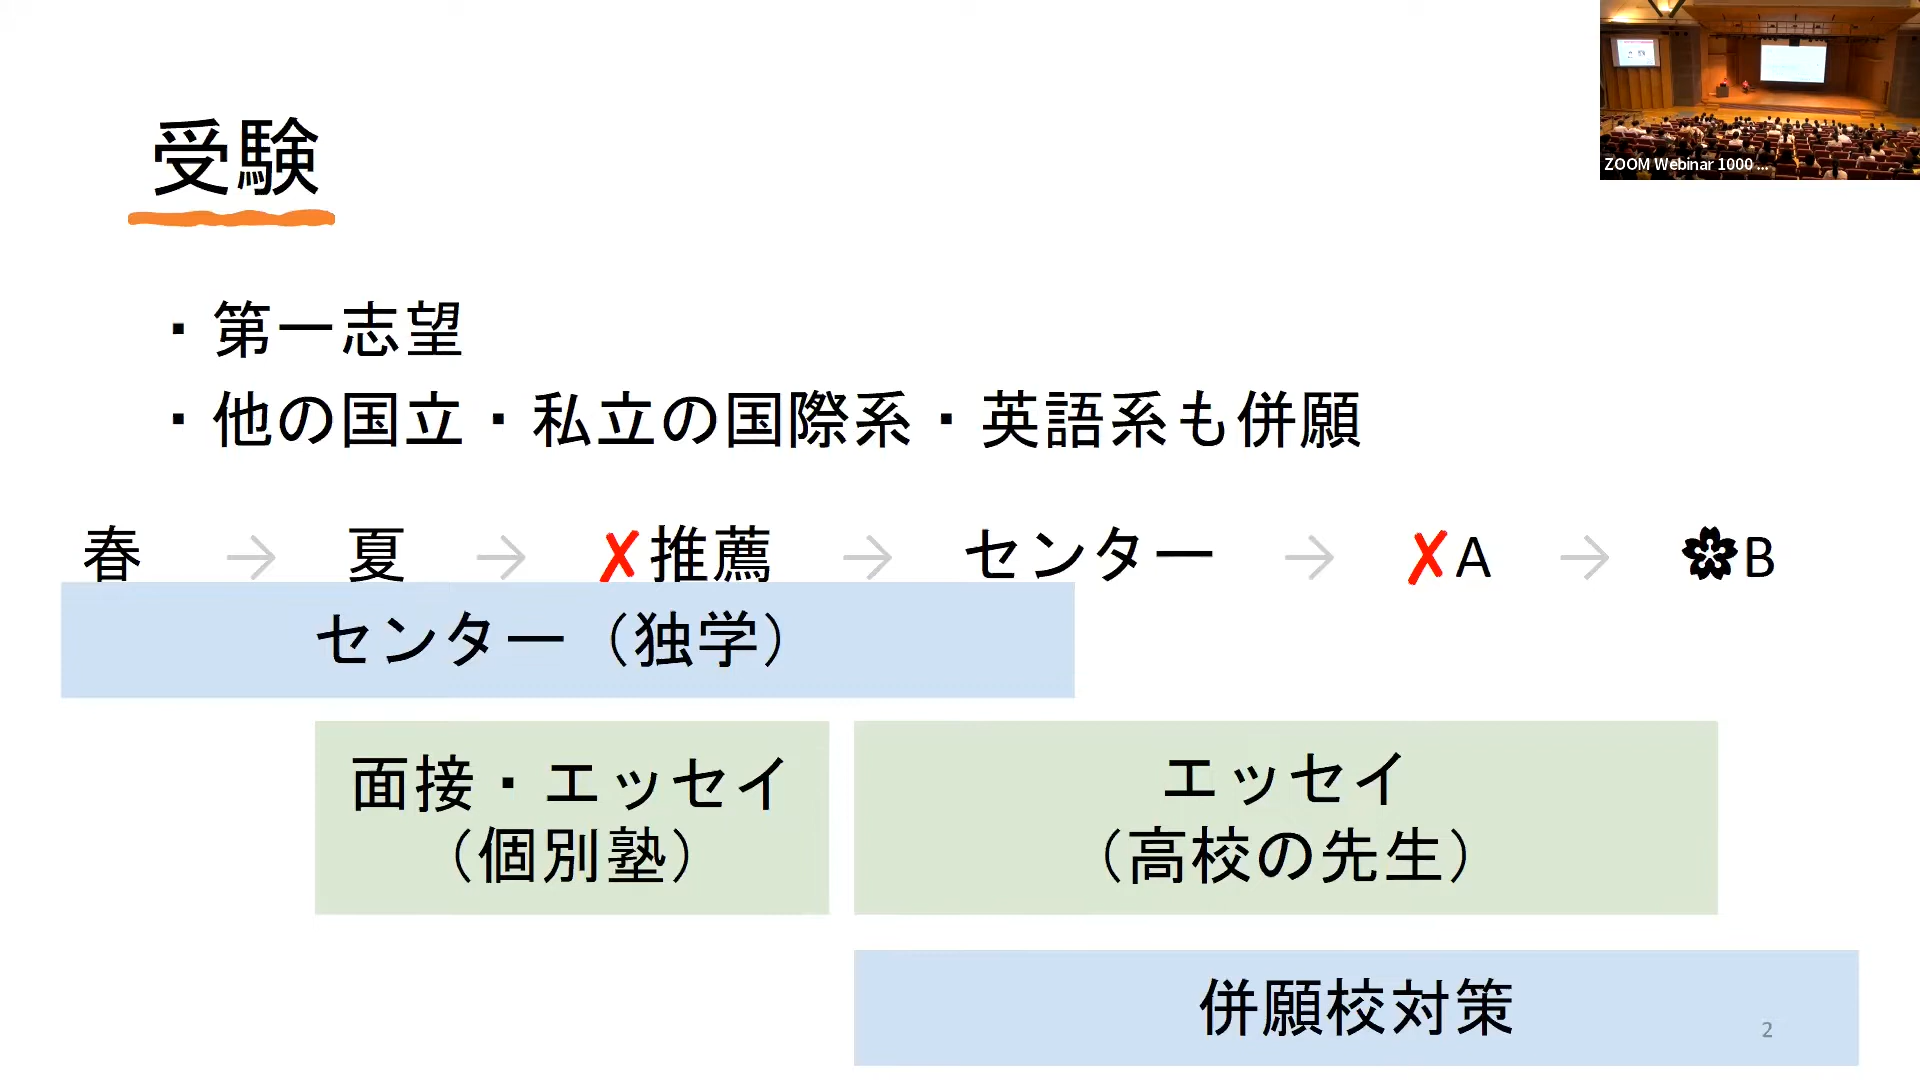 受験
・第一志望
・他の国立・私立の国際系・英語系も併願
春 → 夏 → ✗推薦 → センター → ✗A → 🌸B
センター（独学）
面接・エッセイ
（個別塾）
エッセイ
（高校の先生）
併願校対策
2
ZOOM Webinar 1000 ...